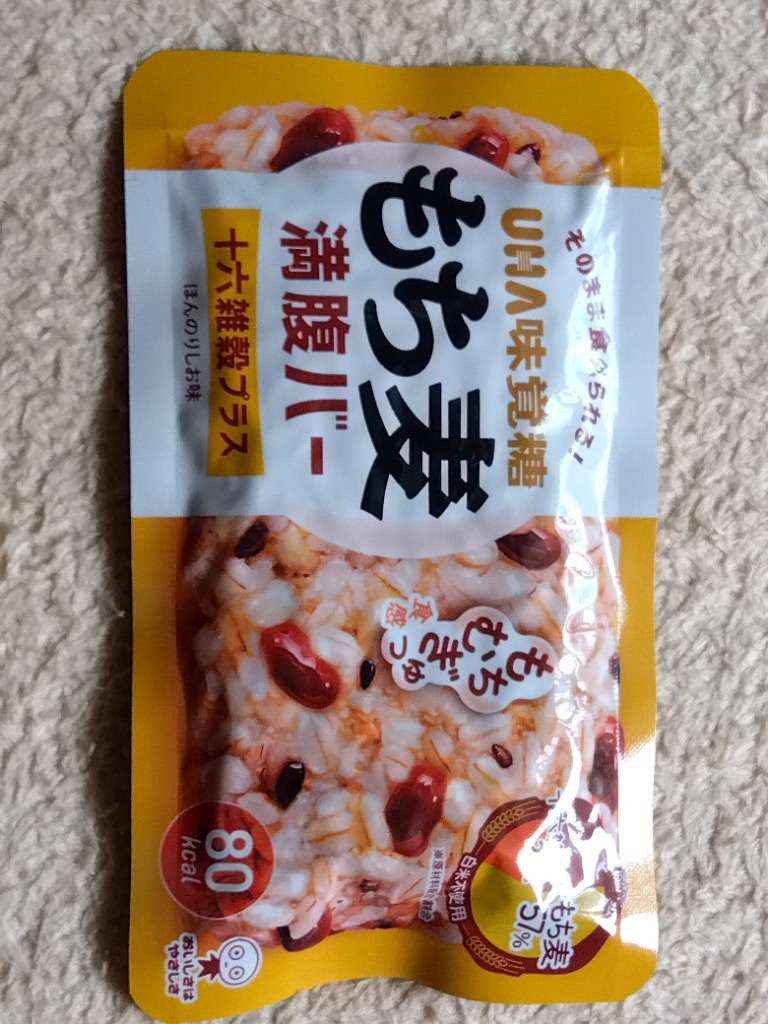 そのまま食べられる!
UHA味覚糖
もち麦
満腹バー
十六雑穀プラス
ほんのりしお味
もち
むぎっ
食感
もち麦
57%
白米不使用
80
kcal
おいしさは
やさしさ